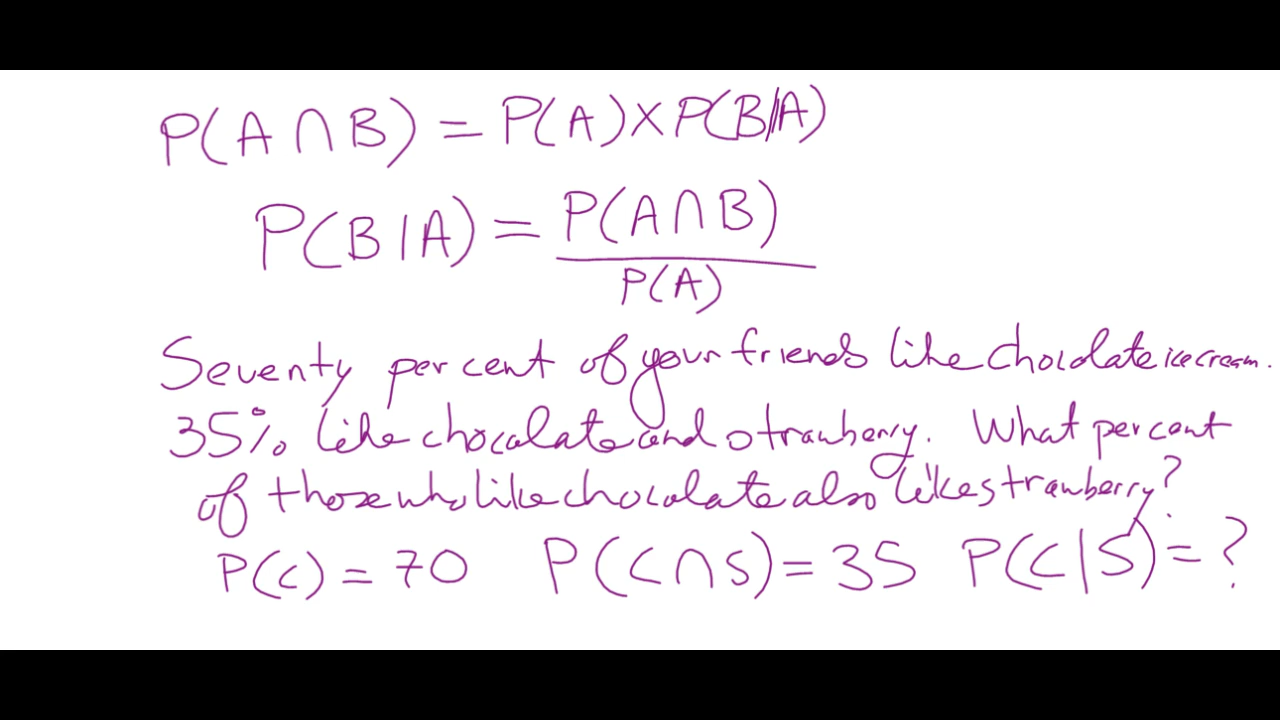 P(A∩B) = P(A)×P(B|A)
P(B|A) = P(A∩B)
P(A)
Seventy percent of your friends like chocolate ice cream.
35% like chocolate and strawberry. What percent
of those who like chocolate also like strawberry?
P(C) = 70 P(C∩S) = 35 P(C|S) = ?